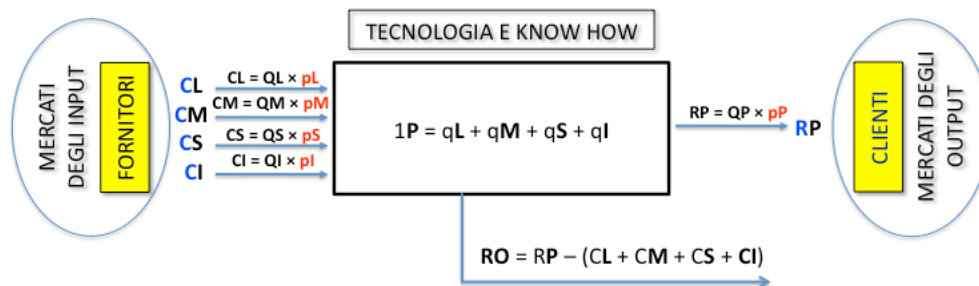 TECNOLOGIA E KNOW HOW
MERCATI
DEGLI INPUT
FORNITORI
CL
CL = QL × pL
CM
CM = QM × pM
CS
CS = QS × pS
CI
CI = QI × pI
1P = qL + qM + qS + qI
RP = QP × pP
RP
CLIENTI
MERCATI DEGLI
OUTPUT
RO = RP – (CL + CM + CS + CI)